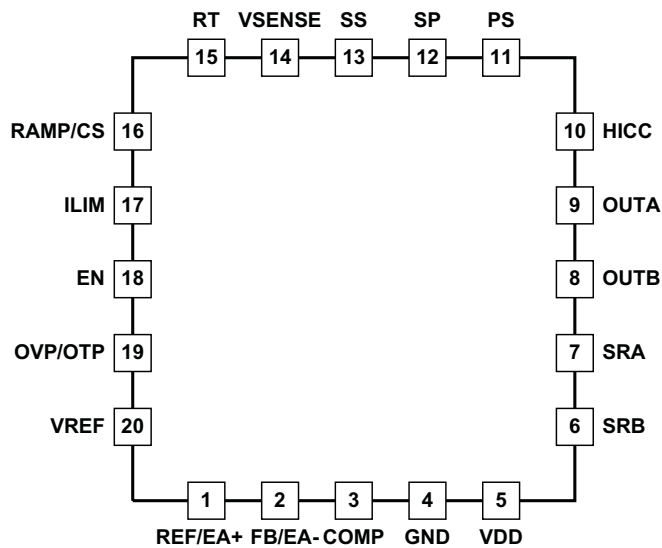 RT VSENSE SS SP PS
15 14 13 12 11
RAMP/CS 16 10 HICC
ILIM 17 9 OUTA
EN 18 8 OUTB
OVP/OTP 19 7 SRA
VREF 20 6 SRB
1 2 3 4 5
REF/EA+ FB/EA- COMP GND VDD